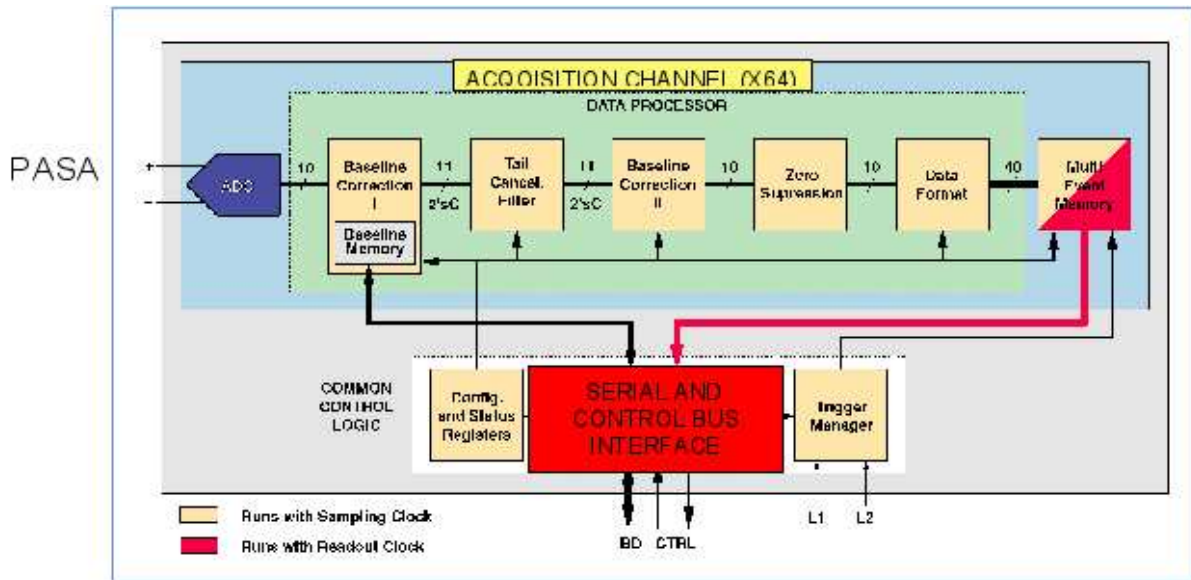 ACQUISITION CHANNEL (X64)
DATA PROCESSOR
PASA
+
-
ADC
10
Baseline
Correction
I
Baseline
Memory
11
2'sC
Tail
Cancel.
Filter
11
2'sC
Baseline
Correction
II
10
Zero
Supression
10
Data
Format
40
Multi
Event
Memory
COMMON
CONTROL
LOGIC
Config.
and Status
Registers
SERIAL AND
CONTROL BUS
INTERFACE
Trigger
Manager
Runs with Sampling Clock
Runs with Readout Clock
BD
CTRL
L1
L2